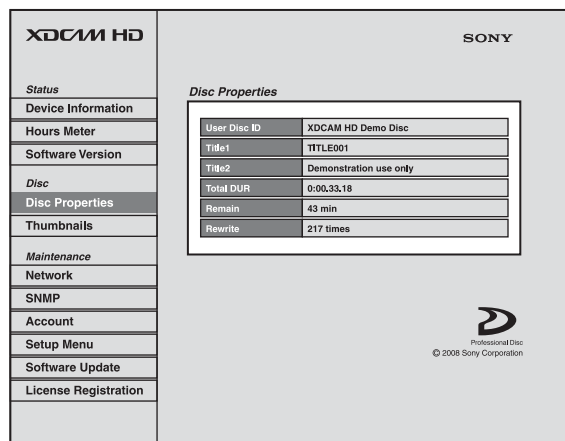 XDCAM HD
SONY
Status
Device Information
Hours Meter
Software Version
Disc
Disc Properties
Thumbnails
Maintenance
Network
SNMP
Account
Setup Menu
Software Update
License Registration
Disc Properties
User Disc ID XDCAM HD Demo Disc
Title1 TITLE001
Title2 Demonstration use only
Total DUR 0:00.33.18
Remain 43 min
Rewrite 217 times
Professional Disc
© 2008 Sony Corporation